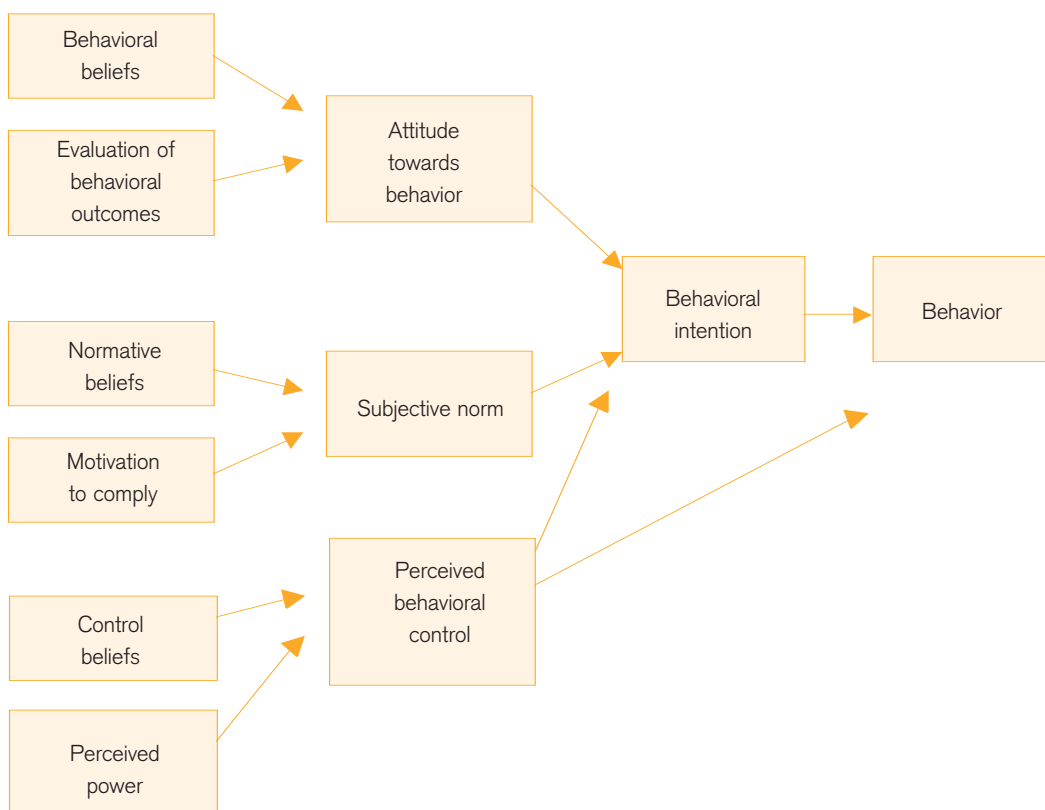 Behavioral
beliefs
Evaluation of
behavioral
outcomes
Attitude
towards
behavior
Behavioral
intention
Behavior
Normative
beliefs
Subjective norm
Motivation
to comply
Perceived
behavioral
control
Control
beliefs
Perceived
power